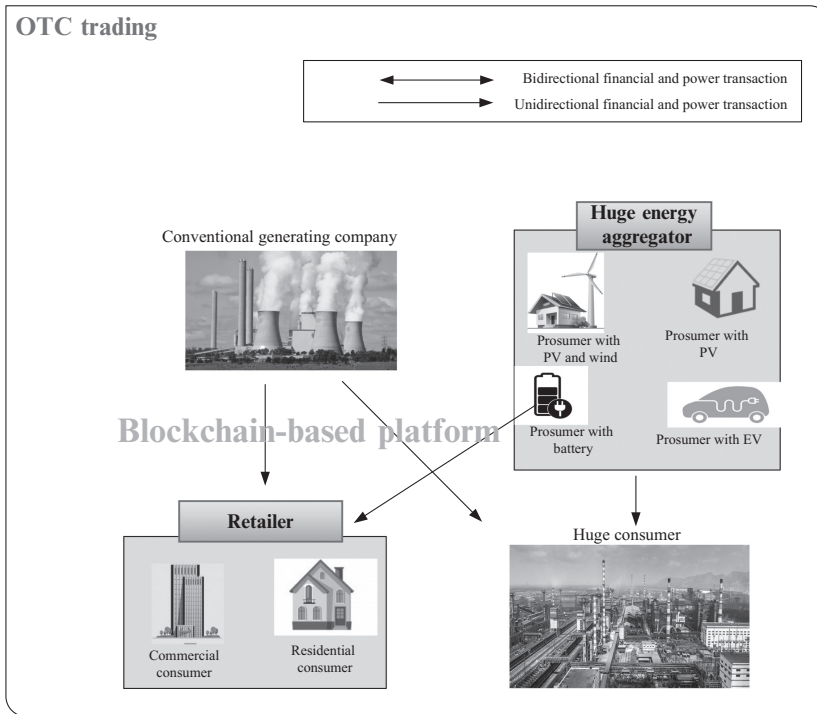 OTC trading
Bidirectional financial and power transaction
Unidirectional financial and power transaction
Huge energy
aggregator
Conventional generating company
Prosumer with
PV and wind
Prosumer with
PV
Blockchain-based platform
Prosumer with
battery
Prosumer with EV
Retailer
Huge consumer
Commercial
consumer
Residential
consumer